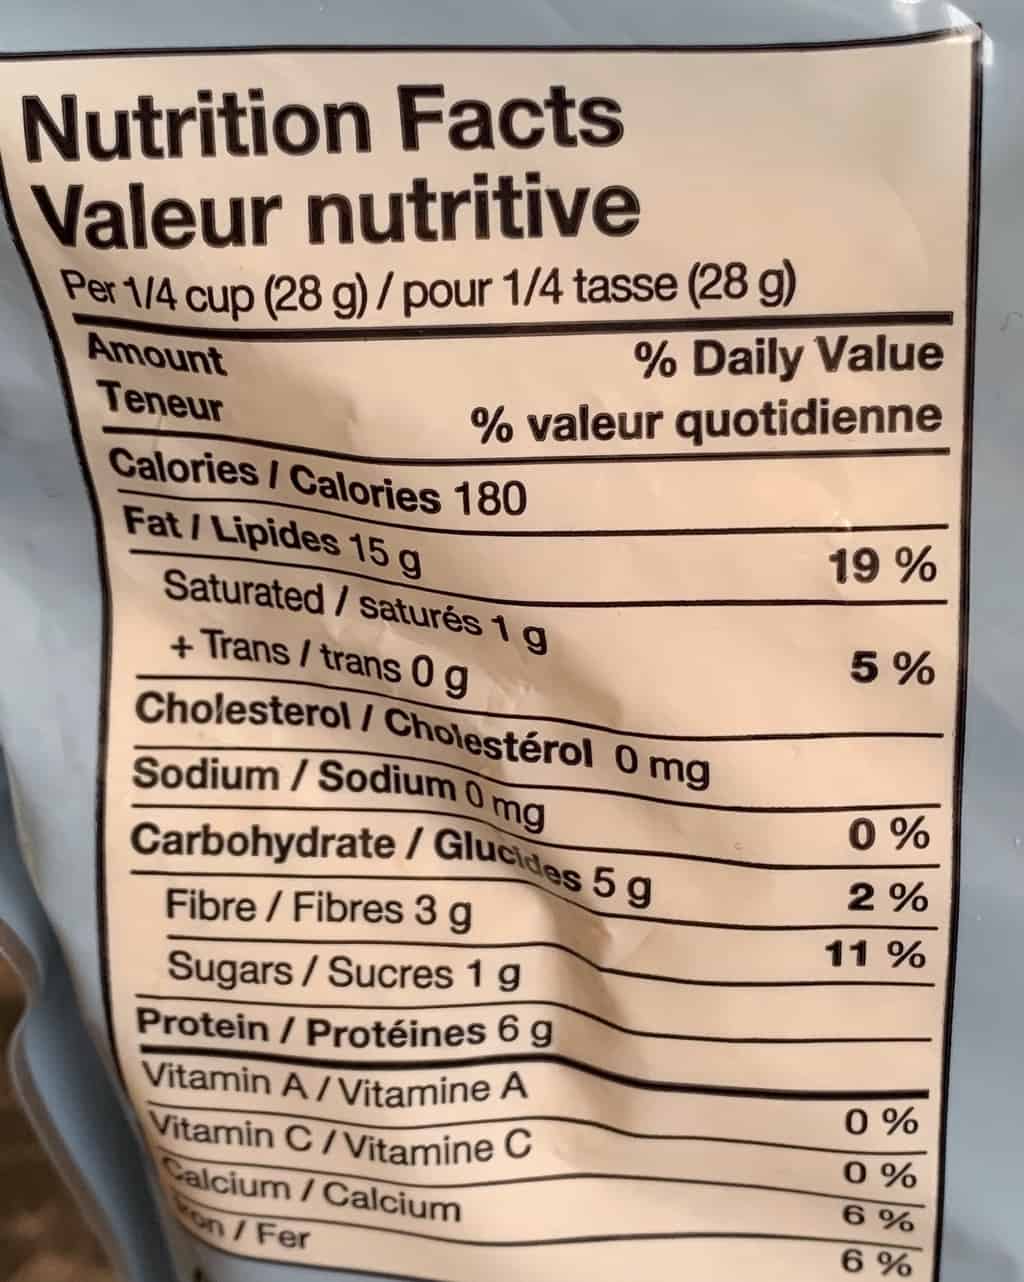 Nutrition Facts
Valeur nutritive
Per 1/4 cup (28 g) / pour 1/4 tasse (28 g)
Amount % Daily Value
Teneur % valeur quotidienne
Calories / Calories 180
Fat / Lipides 15 g 19 %
Saturated / saturés 1 g
+ Trans / trans 0 g 5 %
Cholesterol / Cholestérol 0 mg
Sodium / Sodium 0 mg 0 %
Carbohydrate / Glucides 5 g 2 %
Fibre / Fibres 3 g 11 %
Sugars / Sucres 1 g
Protein / Protéines 6 g
Vitamin A / Vitamine A 0 %
Vitamin C / Vitamine C 0 %
Calcium / Calcium 6 %
Iron / Fer 6 %